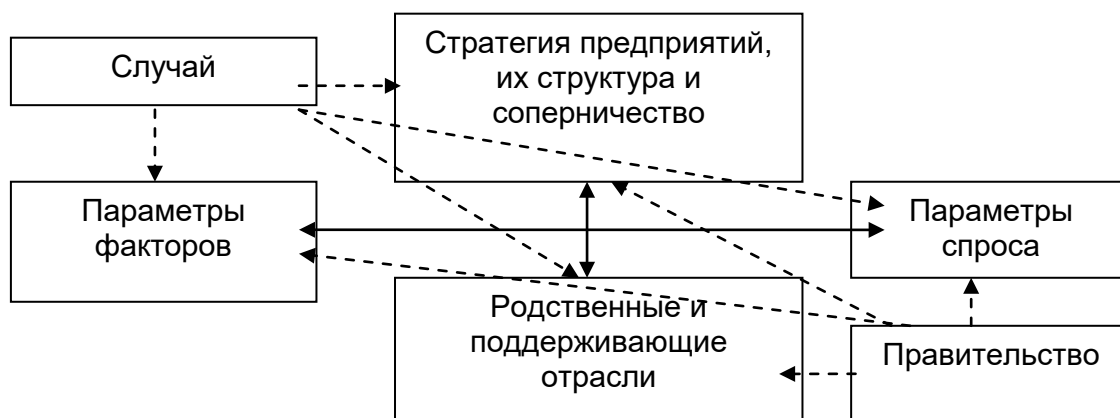 Случай
Стратегия предприятий,
их структура и
соперничество
Параметры
факторов
Параметры
спроса
Родственные и
поддерживающие
отрасли
Правительство